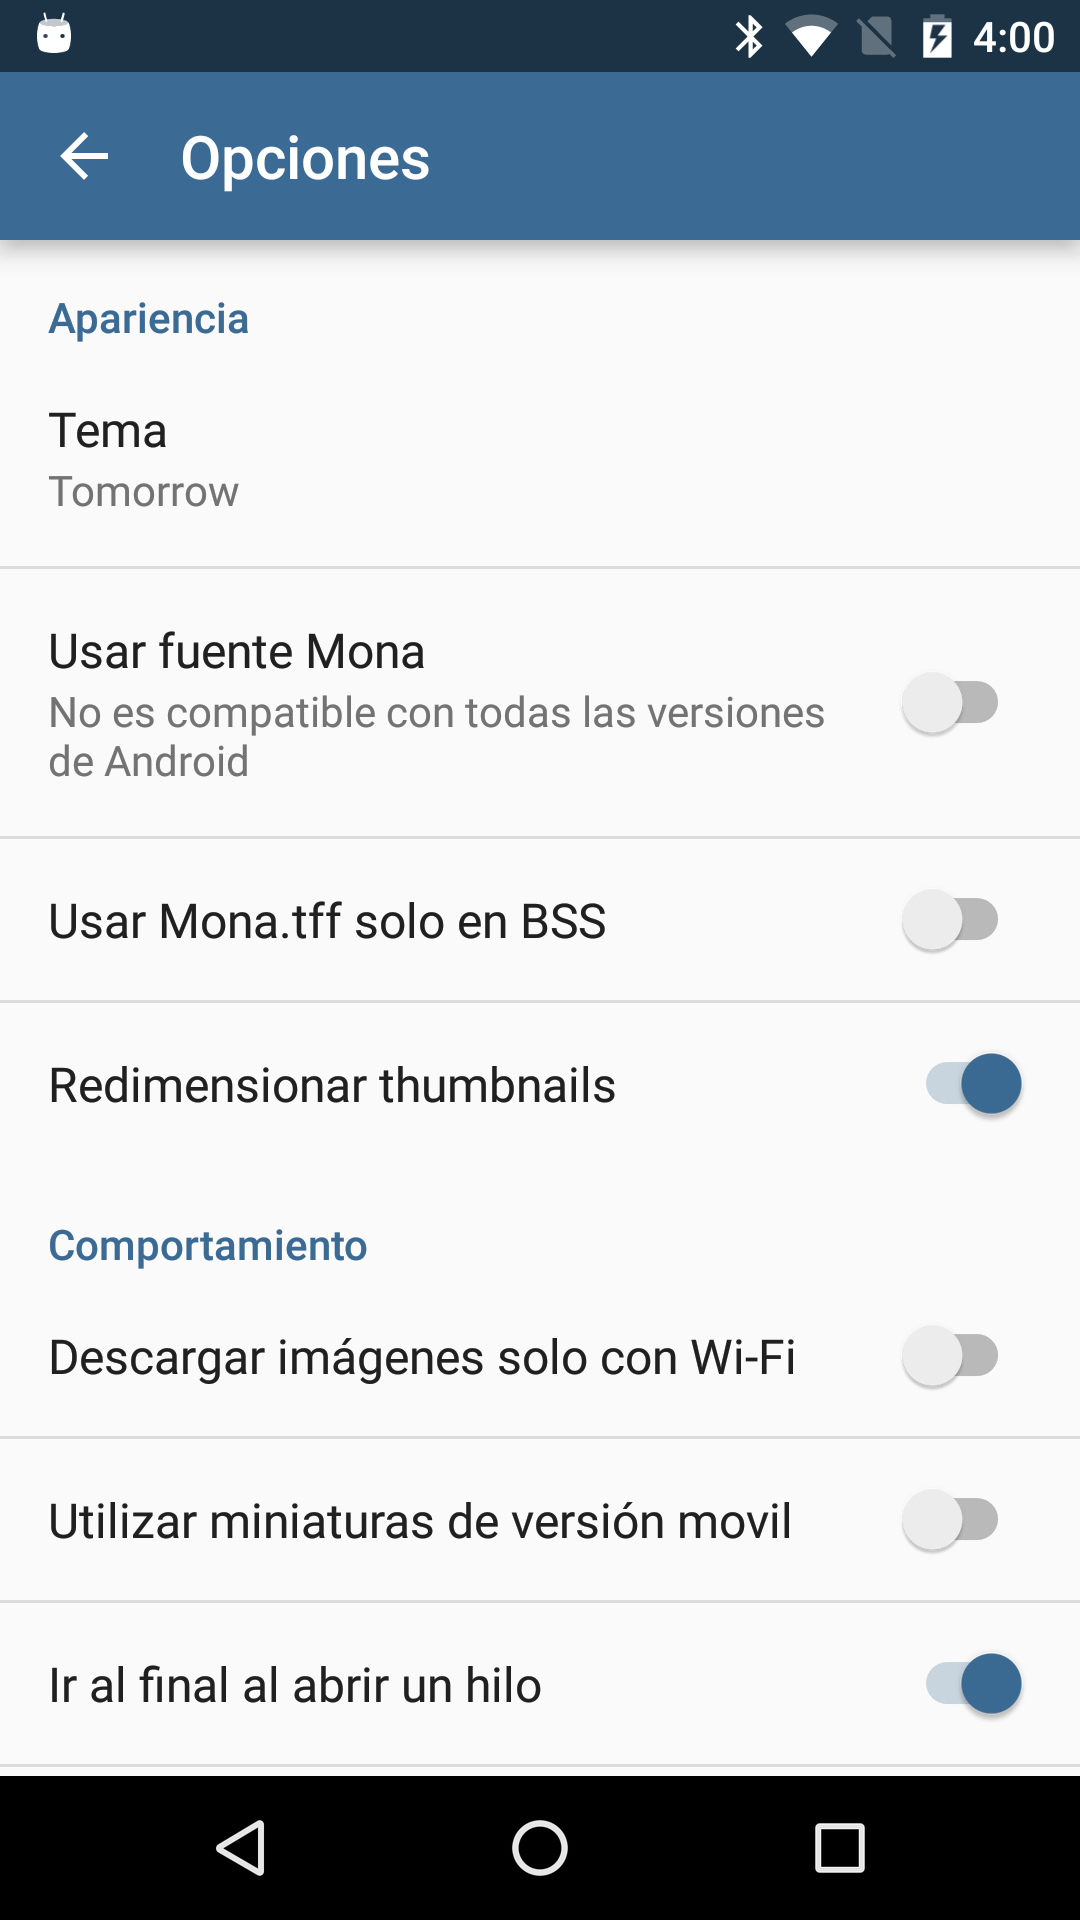 4:00
Opciones
Apariencia
Tema
Tomorrow
Usar fuente Mona
No es compatible con todas las versiones
de Android
Usar Mona.tff solo en BSS
Redimensionar thumbnails
Comportamiento
Descargar imágenes solo con Wi-Fi
Utilizar miniaturas de versión movil
Ir al final al abrir un hilo